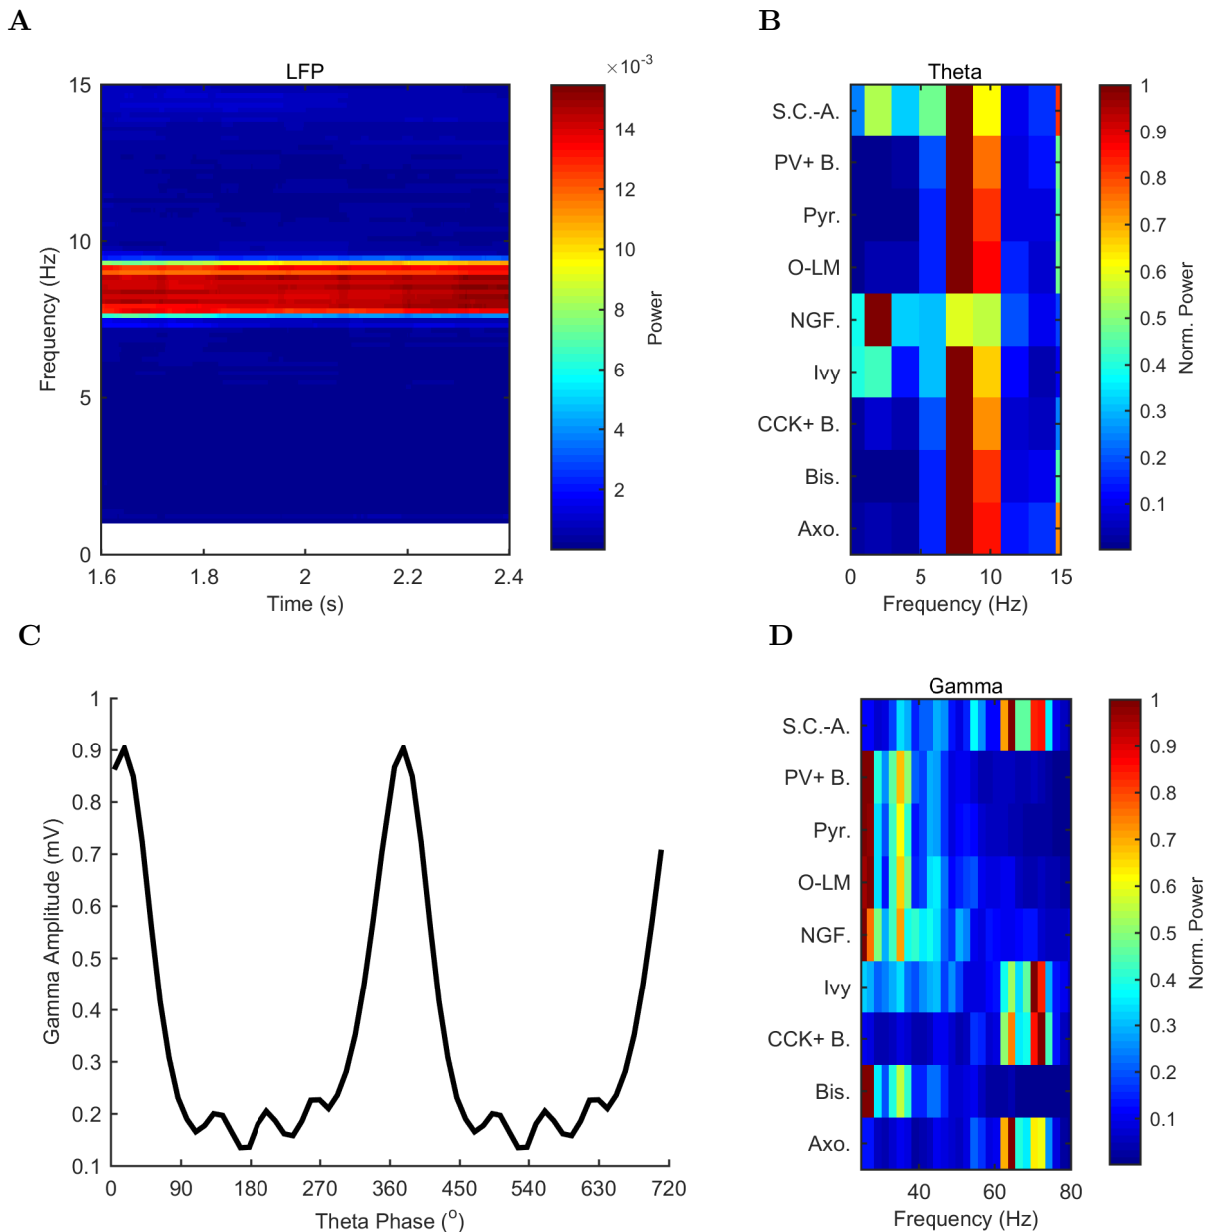 A
LFP
×10⁻³
15
10
5
0
Frequency (Hz)
1.6
1.8
2
2.2
2.4
Time (s)
14
12
10
8
6
4
2
Power
B
Theta
S.C.-A.
PV+ B.
Pyr.
O-LM
NGF.
Ivy
CCK+ B.
Bis.
Axo.
0
5
10
15
Frequency (Hz)
1
0.9
0.8
0.7
0.6
0.5
0.4
0.3
0.2
0.1
Norm. Power
C
1
0.9
0.8
0.7
0.6
0.5
0.4
0.3
0.2
0.1
Gamma Amplitude (mV)
0
90
180
270
360
450
540
630
720
Theta Phase (°)
D
Gamma
S.C.-A.
PV+ B.
Pyr.
O-LM
NGF.
Ivy
CCK+ B.
Bis.
Axo.
40
60
80
Frequency (Hz)
1
0.9
0.8
0.7
0.6
0.5
0.4
0.3
0.2
0.1
Norm. Power